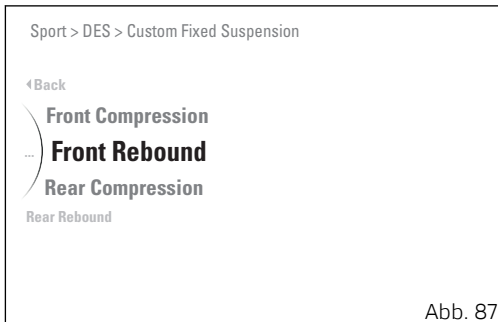 Sport > DES > Custom Fixed Suspension
Back
Front Compression
... Front Rebound
Rear Compression
Rear Rebound
Abb. 87